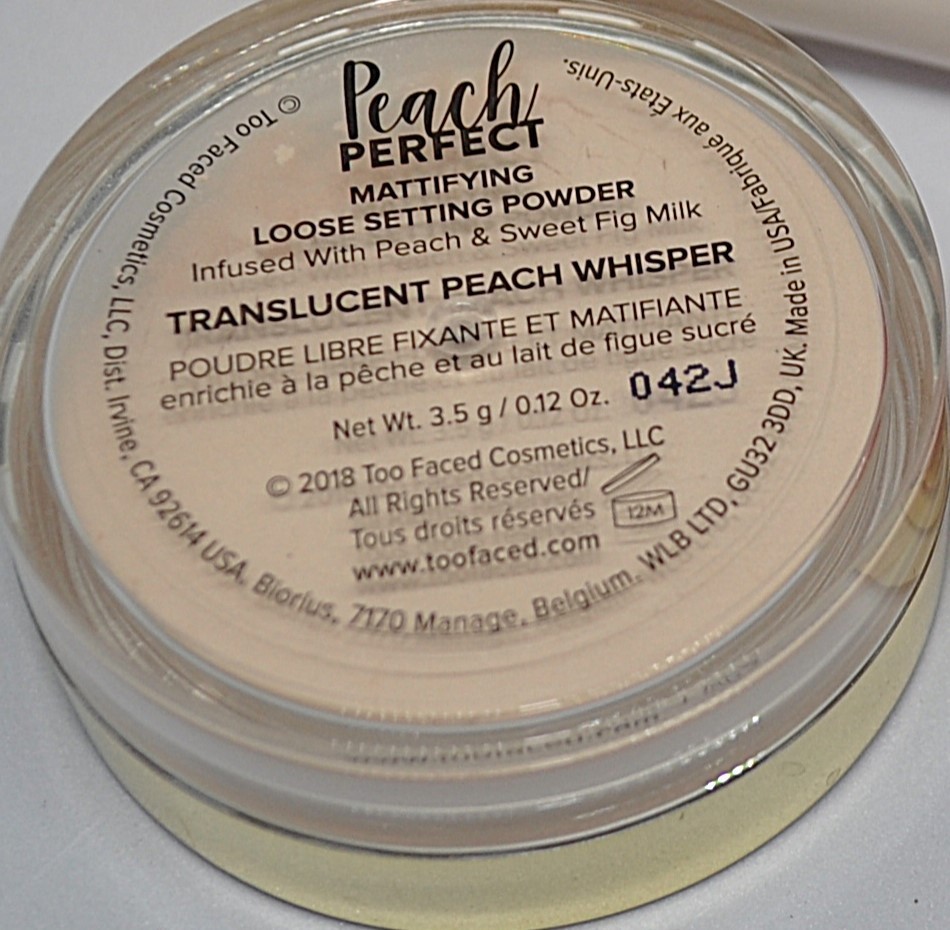 Peach
PERFECT
MATTIFYING
LOOSE SETTING POWDER
Infused With Peach & Sweet Fig Milk
TRANSLUCENT PEACH WHISPER
POUDRE LIBRE FIXANTE ET MATIFIANTE
enrichie à la pêche et au lait de figue sucré
Net Wt. 3.5 g / 0.12 Oz. 042J
© 2018 Too Faced Cosmetics, LLC
All Rights Reserved/
Tous droits réservés
12M
www.toofaced.com
© Too Faced Cosmetics, LLC, Dist. Irvine, CA 92614 USA. Biorius, 7170 Manage, Belgium. WLB LTD, GU32 3DD, UK. Made in USA/Fabriqué aux États-Unis.